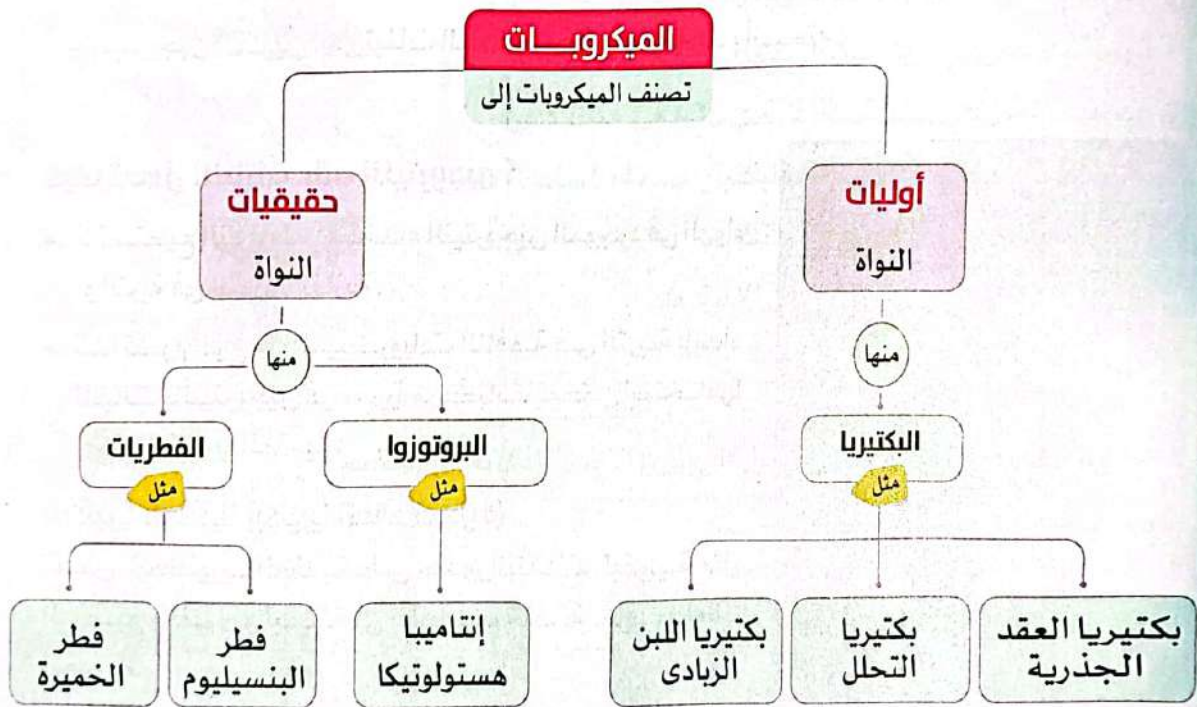 الميكروبات
تصنف الميكروبات إلى
أوليات
النواة
حقيقيات
النواة
منها
منها
البكتيريا
البروتوزوا
الفطريات
مثل
مثل
مثل
بكتيريا العقد
الجذرية
بكتيريا
التحلل
بكتيريا اللبن
الزبادى
إنتاميبا
هستولوتيكا
فطر
البنسيليوم
فطر
الخميرة